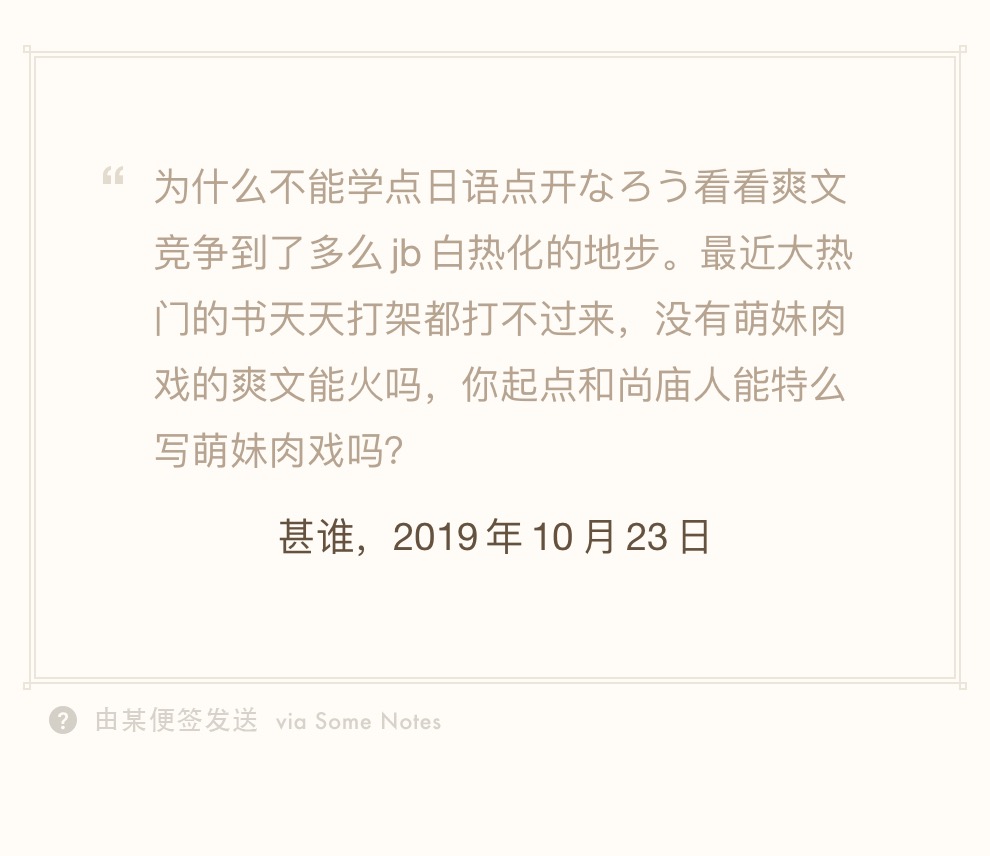 “ 为什么不能学点日语点开なろう看看爽文
竞争到了多么 jb 白热化的地步。最近大热
门的书天天打架都打不过来，没有萌妹肉
戏的爽文能火吗，你起点和尚庙人能特么
写萌妹肉戏吗？
甚谁，2019 年 10 月 23 日
? 由某便签发送 via Some Notes